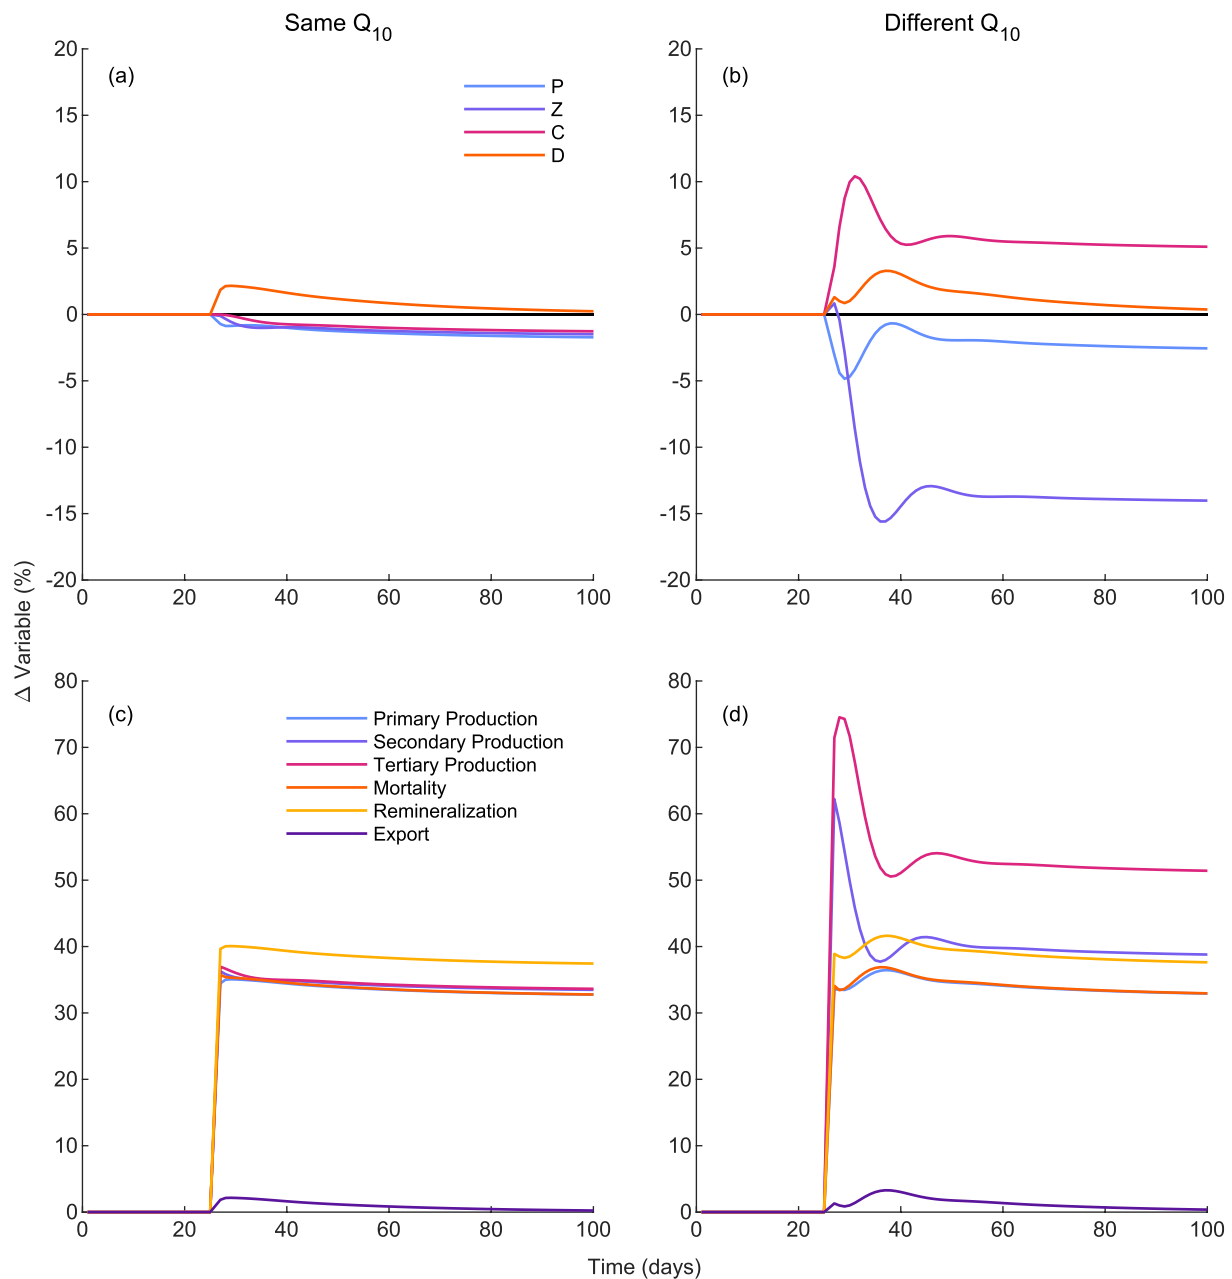 Same Q10
Different Q10
(a)
20
15
10
5
0
-5
-10
-15
-20
0 20 40 60 80 100
P
Z
C
D
(b)
20
15
10
5
0
-5
-10
-15
-20
0 20 40 60 80 100
Δ Variable (%)
(c)
80
70
60
50
40
30
20
10
0
0 20 40 60 80 100
Primary Production
Secondary Production
Tertiary Production
Mortality
Remineralization
Export
(d)
80
70
60
50
40
30
20
10
0
0 20 40 60 80 100
Time (days)